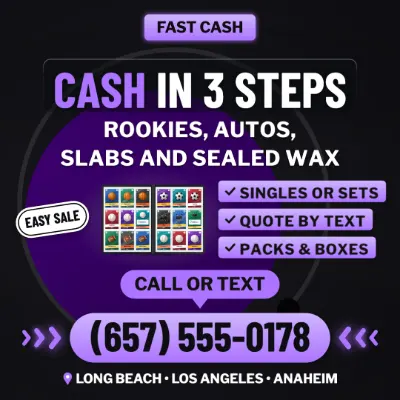 FAST CASH
CASH IN 3 STEPS
ROOKIES, AUTOS,
SLABS AND SEALED WAX
EASY SALE
✓ SINGLES OR SETS
✓ QUOTE BY TEXT
✓ PACKS & BOXES
CALL OR TEXT
(657) 555-0178
LONG BEACH • LOS ANGELES • ANAHEIM